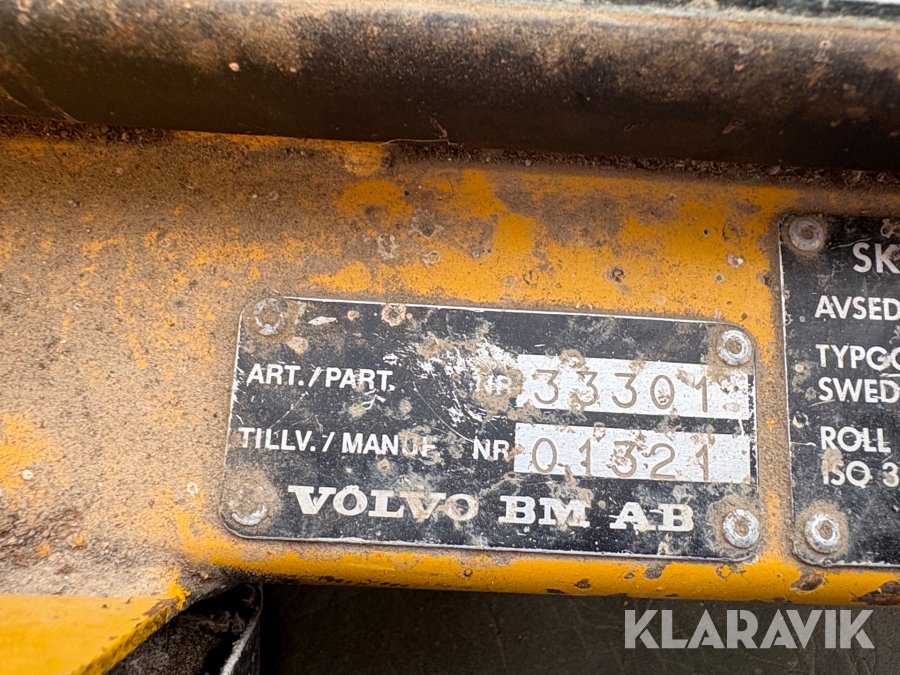 ART./PART. NR 33301
TILLV./MANUF NR 01321
VOLVO BM AB
SK
AVSED
TYPGO
SWED
ROLL
ISO 3
KLARAVIK